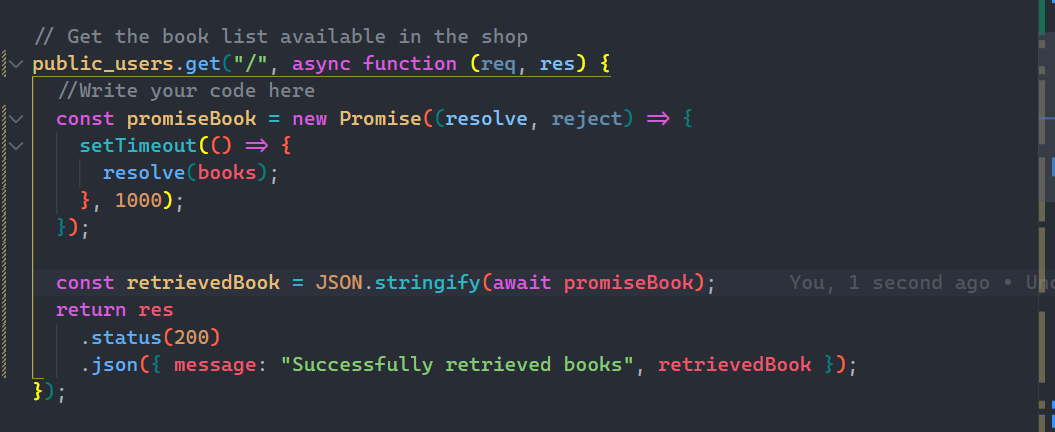 // Get the book list available in the shop
public_users.get("/", async function (req, res) {
  //Write your code here
  const promiseBook = new Promise((resolve, reject) => {
    setTimeout(() => {
      resolve(books);
    }, 1000);
  });
  const retrievedBook = JSON.stringify(await promiseBook); You, 1 second ago •
  return res
    .status(200)
    .json({ message: "Successfully retrieved books", retrievedBook });
});